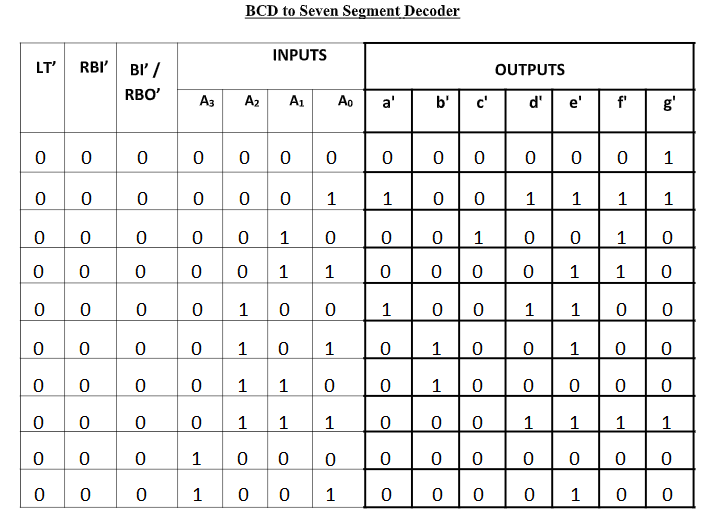 BCD to Seven Segment Decoder
LT’ RBI’ BI’ / RBO’ INPUTS OUTPUTS
A3 A2 A1 A0 a' b' c' d' e' f' g'
0 0 0 0 0 0 0 0 0 0 0 0 0 1
0 0 0 0 0 0 1 1 0 0 1 1 1 1
0 0 0 0 0 1 0 0 0 1 0 0 1 0
0 0 0 0 0 1 1 0 0 0 0 1 1 0
0 0 0 0 1 0 0 1 0 0 1 1 0 0
0 0 0 0 1 0 1 0 1 0 0 1 0 0
0 0 0 0 1 1 0 0 1 0 0 0 0 0
0 0 0 0 1 1 1 0 0 0 1 1 1 1
0 0 0 1 0 0 0 0 0 0 0 0 0 0
0 0 0 1 0 0 1 0 0 0 0 1 0 0